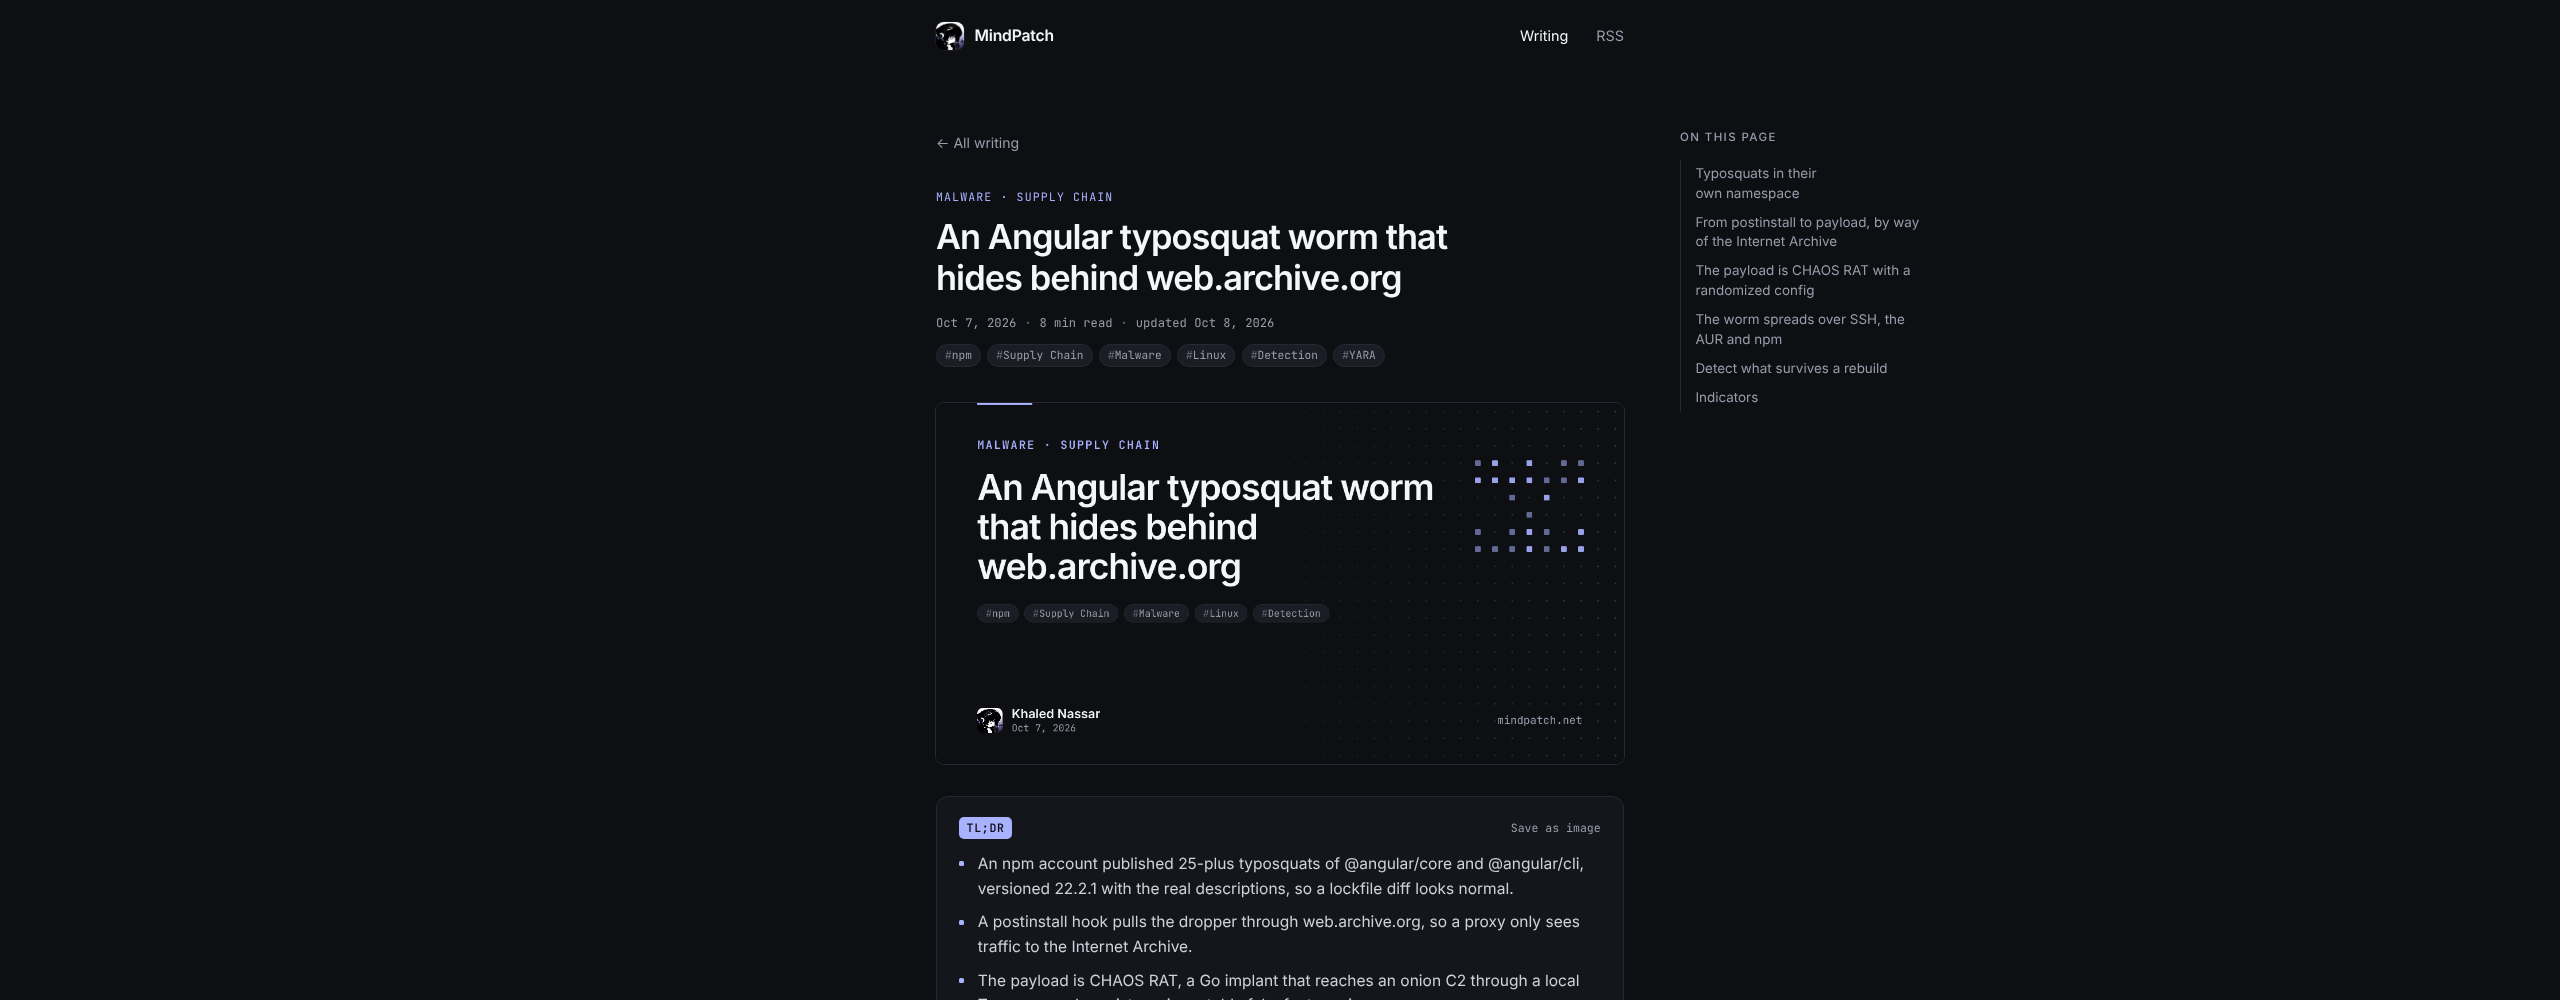 MindPatch
Writing
RSS
← All writing
MALWARE · SUPPLY CHAIN
An Angular typosquat worm that
hides behind web.archive.org
Oct 7, 2026 · 8 min read · updated Oct 8, 2026
#npm #Supply Chain #Malware #Linux #Detection #YARA
MALWARE · SUPPLY CHAIN
An Angular typosquat worm
that hides behind
web.archive.org
#npm #Supply Chain #Malware #Linux #Detection
Khaled Nassar
Oct 7, 2026
mindpatch.net
TL;DR
Save as image
An npm account published 25-plus typosquats of @angular/core and @angular/cli,
versioned 22.2.1 with the real descriptions, so a lockfile diff looks normal.
A postinstall hook pulls the dropper through web.archive.org, so a proxy only sees
traffic to the Internet Archive.
The payload is CHAOS RAT, a Go implant that reaches an onion C2 through a local
ON THIS PAGE
Typosquats in their
own namespace
From postinstall to payload, by way
of the Internet Archive
The payload is CHAOS RAT with a
randomized config
The worm spreads over SSH, the
AUR and npm
Detect what survives a rebuild
Indicators